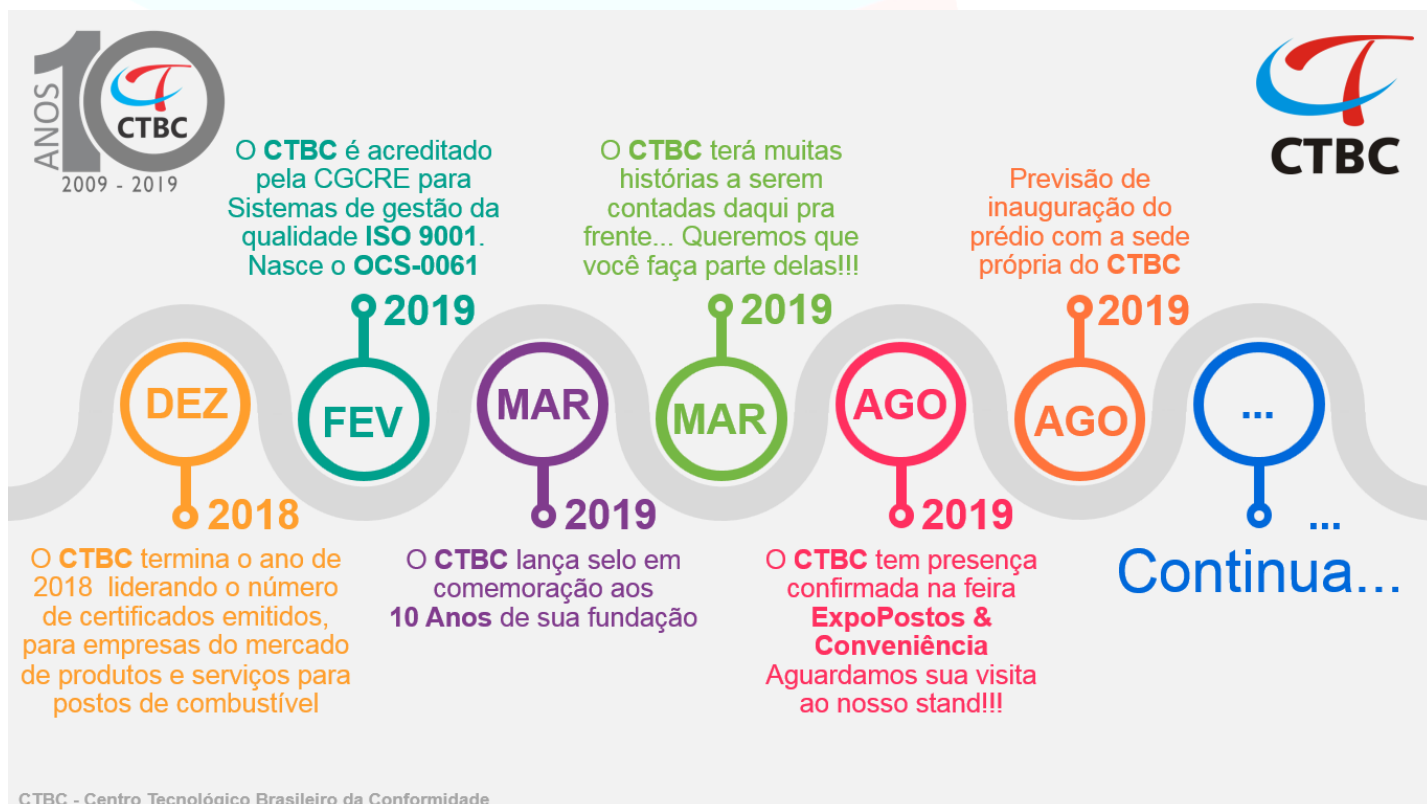 ANOS
10
CTBC
2009 - 2019
CTBC
O CTBC é acreditado
pela CGCRE para
Sistemas de gestão da
qualidade ISO 9001.
Nasce o OCS-0061
2019
FEV
O CTBC terá muitas
histórias a serem
contadas daqui pra
frente... Queremos que
você faça parte delas!!!
2019
MAR
Previsão de
inauguração do
prédio com a sede
própria do CTBC
2019
AGO
DEZ
2018
O CTBC termina o ano de
2018 liderando o número
de certificados emitidos,
para empresas do mercado
de produtos e serviços para
postos de combustível
MAR
2019
O CTBC lança selo em
comemoração aos
10 Anos de sua fundação
AGO
2019
O CTBC tem presença
confirmada na feira
ExpoPostos &
Conveniência
Aguardamos sua visita
ao nosso stand!!!
...
...
Continua...
CTBC - Centro Tecnológico Brasileiro da Conformidade